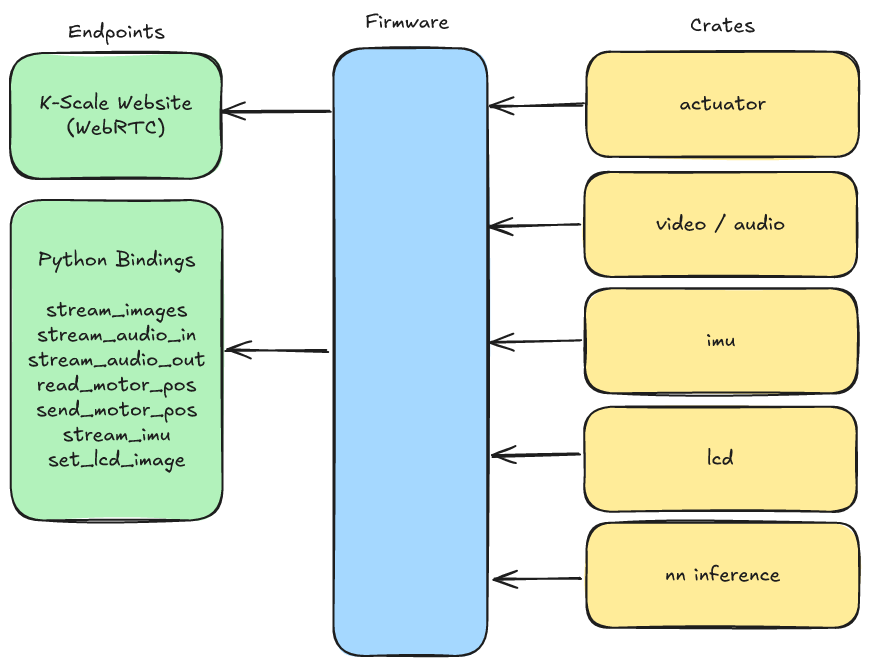 Endpoints
Firmware
Crates
K-Scale Website
(WebRTC)
Python Bindings
stream_images
stream_audio_in
stream_audio_out
read_motor_pos
send_motor_pos
stream_imu
set_lcd_image
actuator
video / audio
imu
lcd
nn inference